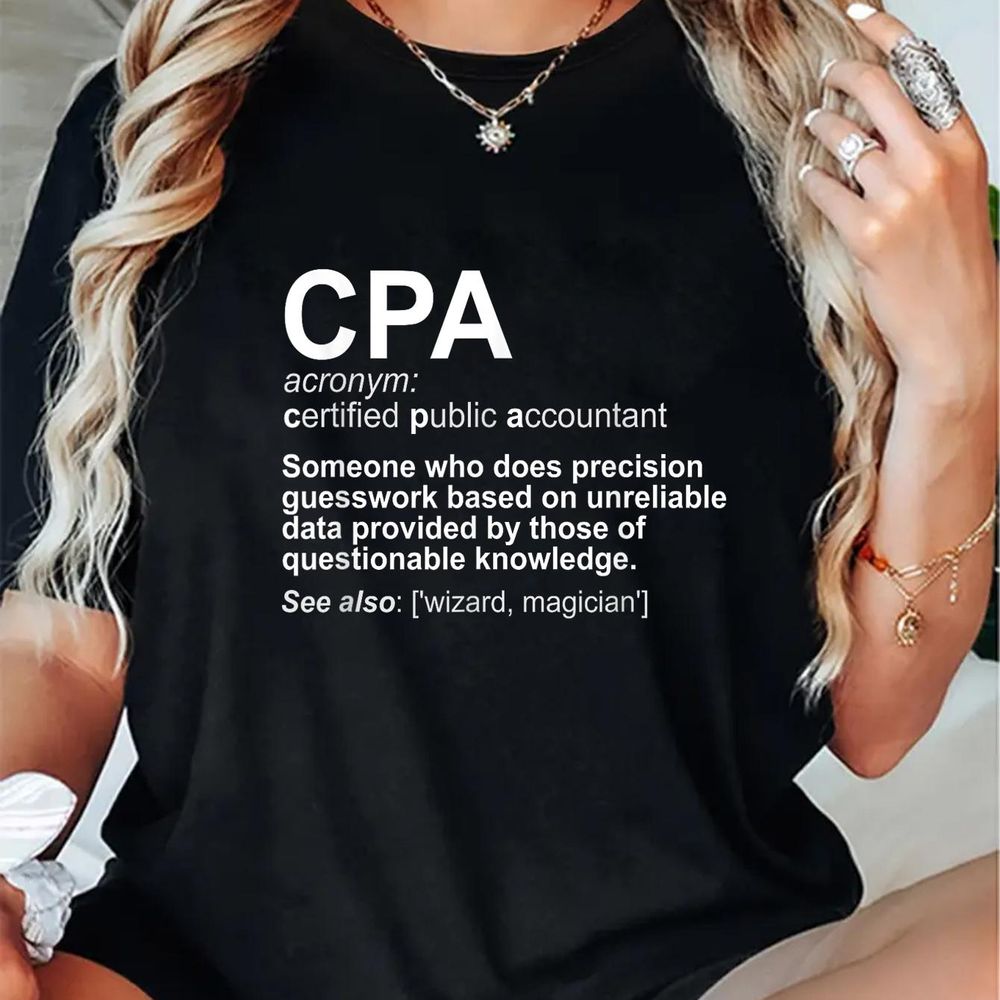 CPA
acronym:
certified public accountant
Someone who does precision
guesswork based on unreliable
data provided by those of
questionable knowledge.
See also: ['wizard, magician']